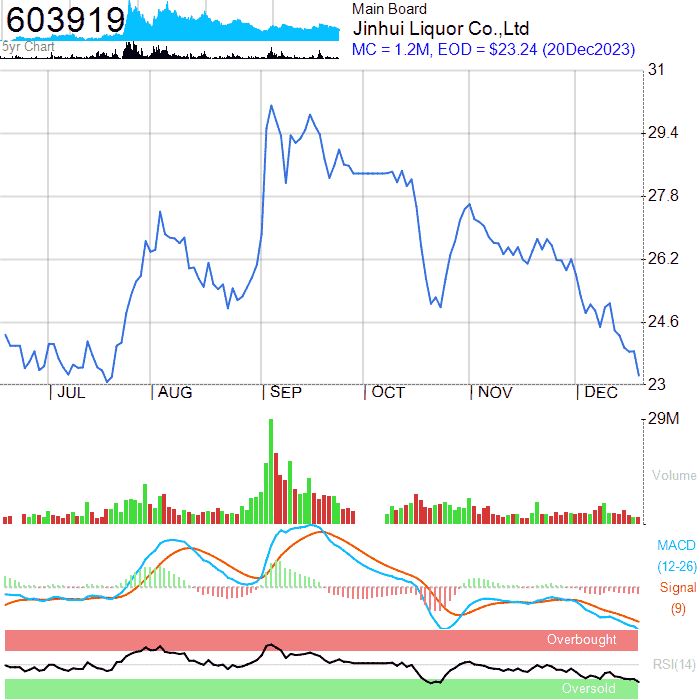 603919
5yr Chart
Main Board
Jinhui Liquor Co.,Ltd
MC = 1.2M, EOD = $23.24 (20Dec2023)
31
29.4
27.8
26.2
24.6
23
JUL AUG SEP OCT NOV DEC
29M
Volume
MACD
(12-26)
Signal
(9)
Overbought
RSI(14)
Oversold